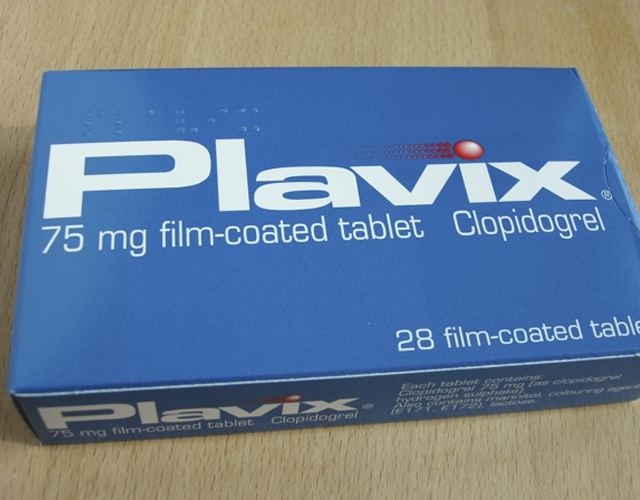 Plavix®
75 mg film-coated tablet Clopidogrel
28 film-coated table
Plavix®
75 mg film-coated tablet Clopidogrel
Each tablet contains:
Clopidogrel 75 mg (as clopidogrel
hydrogen sulphate).
Also contains mannitol, colouring agen
(E171, E172), lactose.